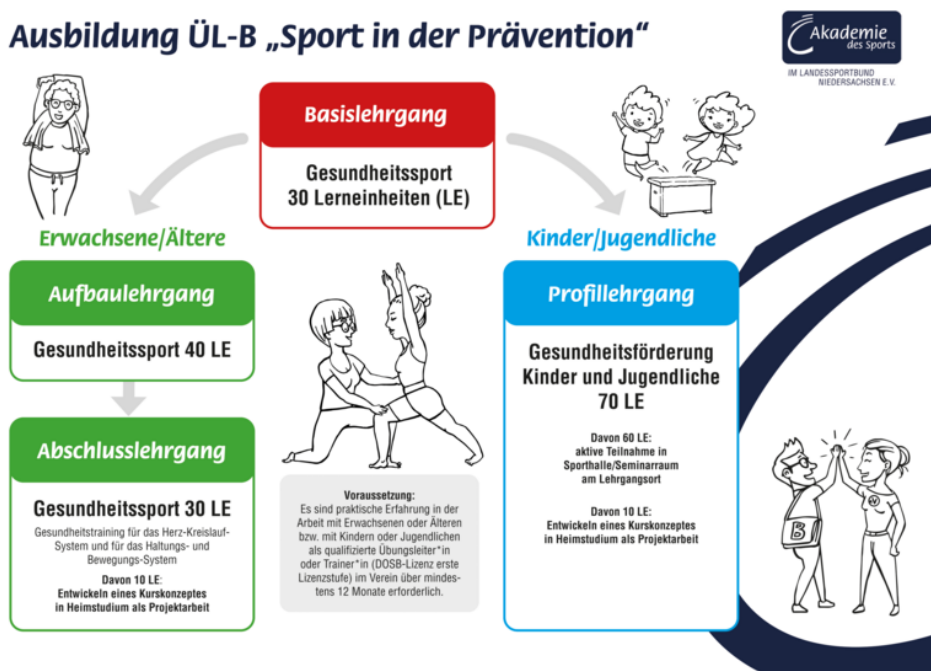 Ausbildung ÜL-B „Sport in der Prävention“
Akademie
des Sports
IM LANDESSPORTBUND
NIEDERSACHSEN E.V.
Basislehrgang
Gesundheitssport
30 Lerneinheiten (LE)
Erwachsene/Ältere
Aufbaulehrgang
Gesundheitssport 40 LE
Abschlusslehrgang
Gesundheitssport 30 LE
Gesundheitstraining für das Herz-Kreislauf-
System und für das Haltungs- und
Bewegungs-System
Davon 10 LE:
Entwickeln eines Kurskonzeptes
in Heimstudium als Projektarbeit
Voraussetzung:
Es sind praktische Erfahrung in der
Arbeit mit Erwachsenen oder Älteren
bzw. mit Kindern oder Jugendlichen
als qualifizierte Übungsleiter*in
oder Trainer*in (DOSB-Lizenz erste
Lizenzstufe) im Verein über mindes-
tens 12 Monate erforderlich.
Kinder/Jugendliche
Profillehrgang
Gesundheitsförderung
Kinder und Jugendliche
70 LE
Davon 60 LE:
aktive Teilnahme in
Sporthalle/Seminarraum
am Lehrgangsort
Davon 10 LE:
Entwickeln eines Kurskonzeptes
in Heimstudium als Projektarbeit
B